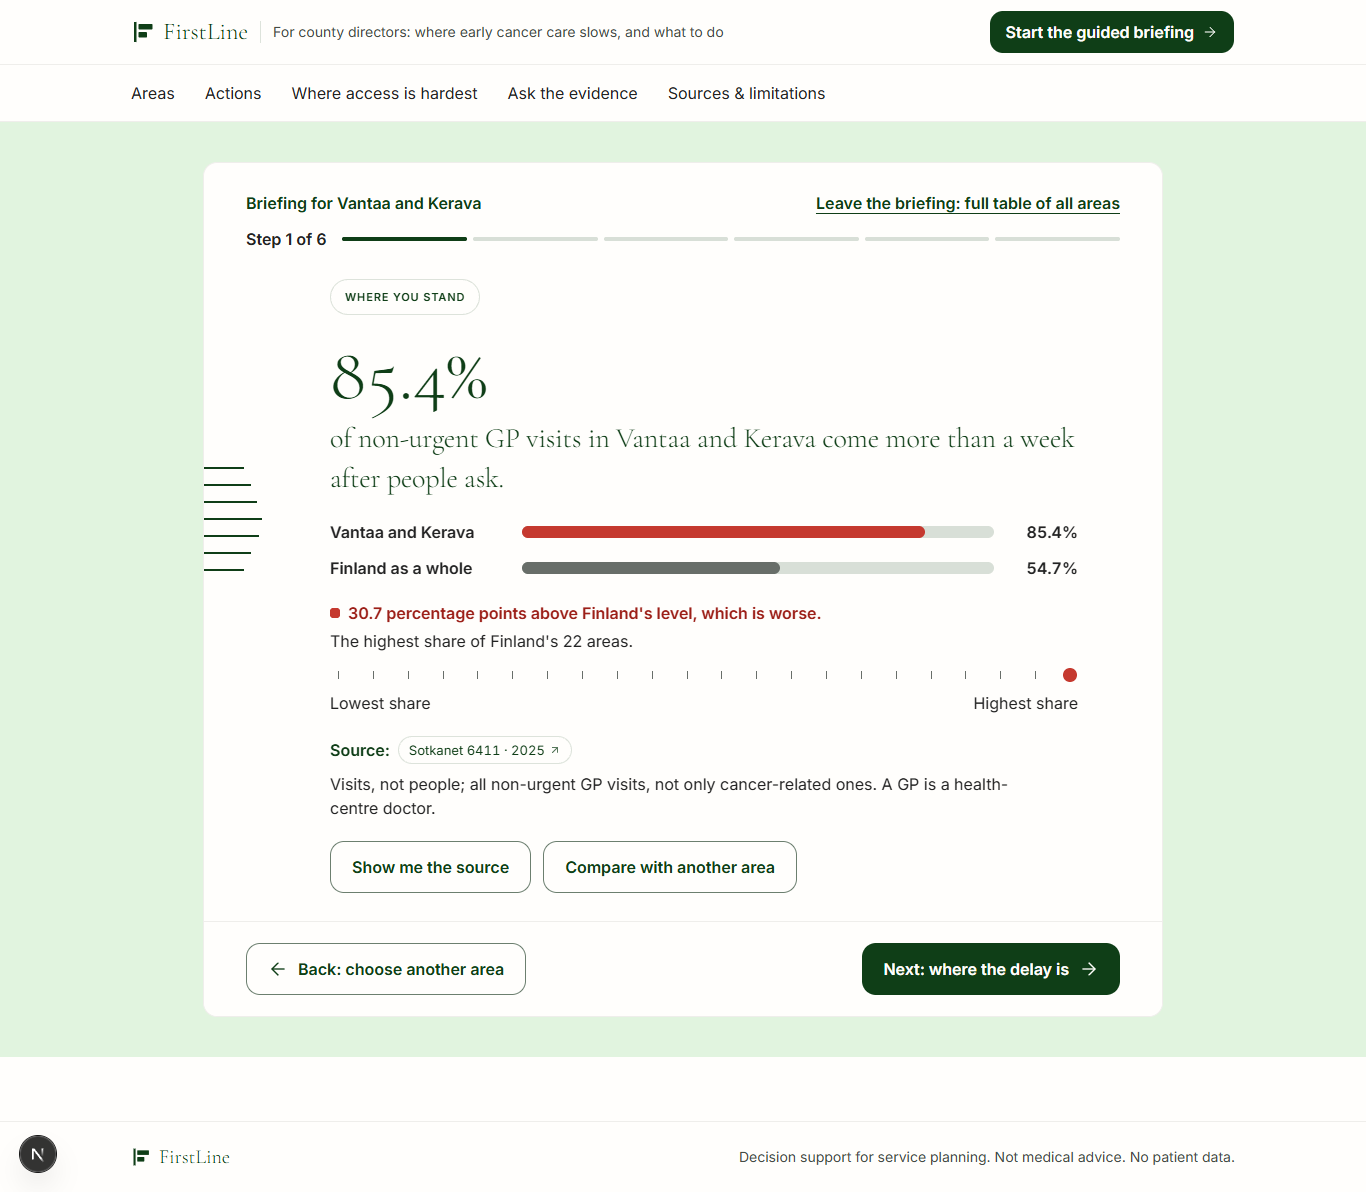 FirstLine
For county directors: where early cancer care slows, and what to do
Start the guided briefing →
Areas
Actions
Where access is hardest
Ask the evidence
Sources & limitations
Briefing for Vantaa and Kerava
Leave the briefing: full table of all areas
Step 1 of 6
WHERE YOU STAND
85.4%
of non-urgent GP visits in Vantaa and Kerava come more than a week
after people ask.
Vantaa and Kerava
85.4%
Finland as a whole
54.7%
30.7 percentage points above Finland's level, which is worse.
The highest share of Finland's 22 areas.
Lowest share
Highest share
Source:
Sotkanet 6411 · 2025 ↗
Visits, not people; all non-urgent GP visits, not only cancer-related ones. A GP is a health-
centre doctor.
Show me the source
Compare with another area
← Back: choose another area
Next: where the delay is →
N
FirstLine
Decision support for service planning. Not medical advice. No patient data.